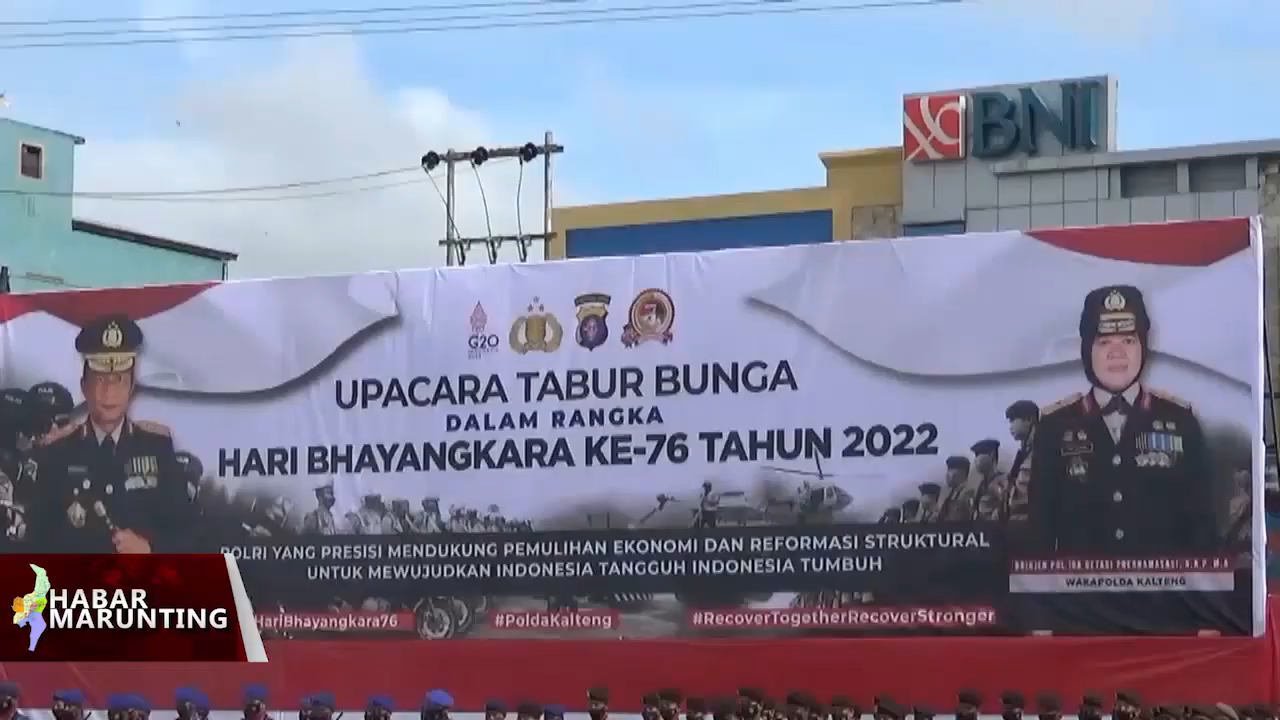 BNI
G20
UPACARA TABUR BUNGA
DALAM RANGKA
HARI BHAYANGKARA KE-76 TAHUN 2022
POLRI YANG PRESISI MENDUKUNG PEMULIHAN EKONOMI DAN REFORMASI STRUKTURAL
UNTUK MEWUJUDKAN INDONESIA TANGGUH INDONESIA TUMBUH
WAKAPOLDA KALTENG
HariBhayangkara76
#PoldaKalteng
#RecoverTogetherRecoverStronger
HABAR
MARUNTING